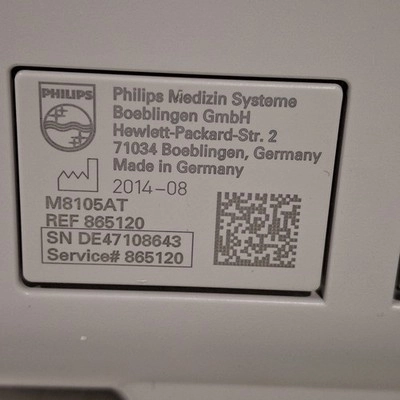 PHILIPS
Philips Medizin Systeme
Boeblingen GmbH
Hewlett-Packard-Str. 2
71034 Boeblingen, Germany
Made in Germany
2014-08
M8105AT
REF 865120
SN DE47108643
Service# 865120